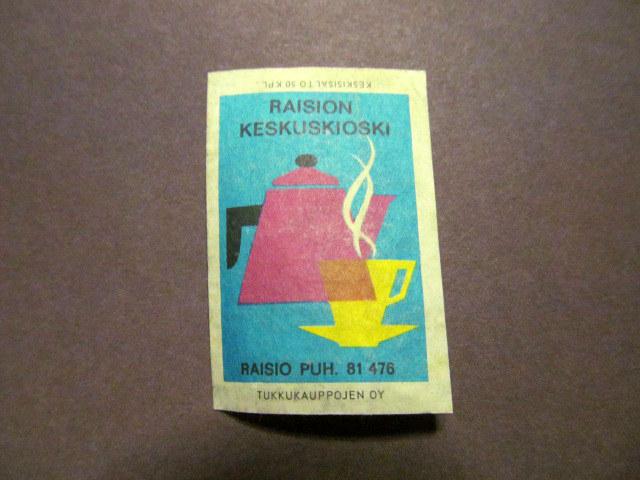 KESKISISÄLTÖ 50 KPL
RAISION
KESKUSKIOSKI
RAISIO PUH. 81 476
TUKKUKAUPPOJEN OY